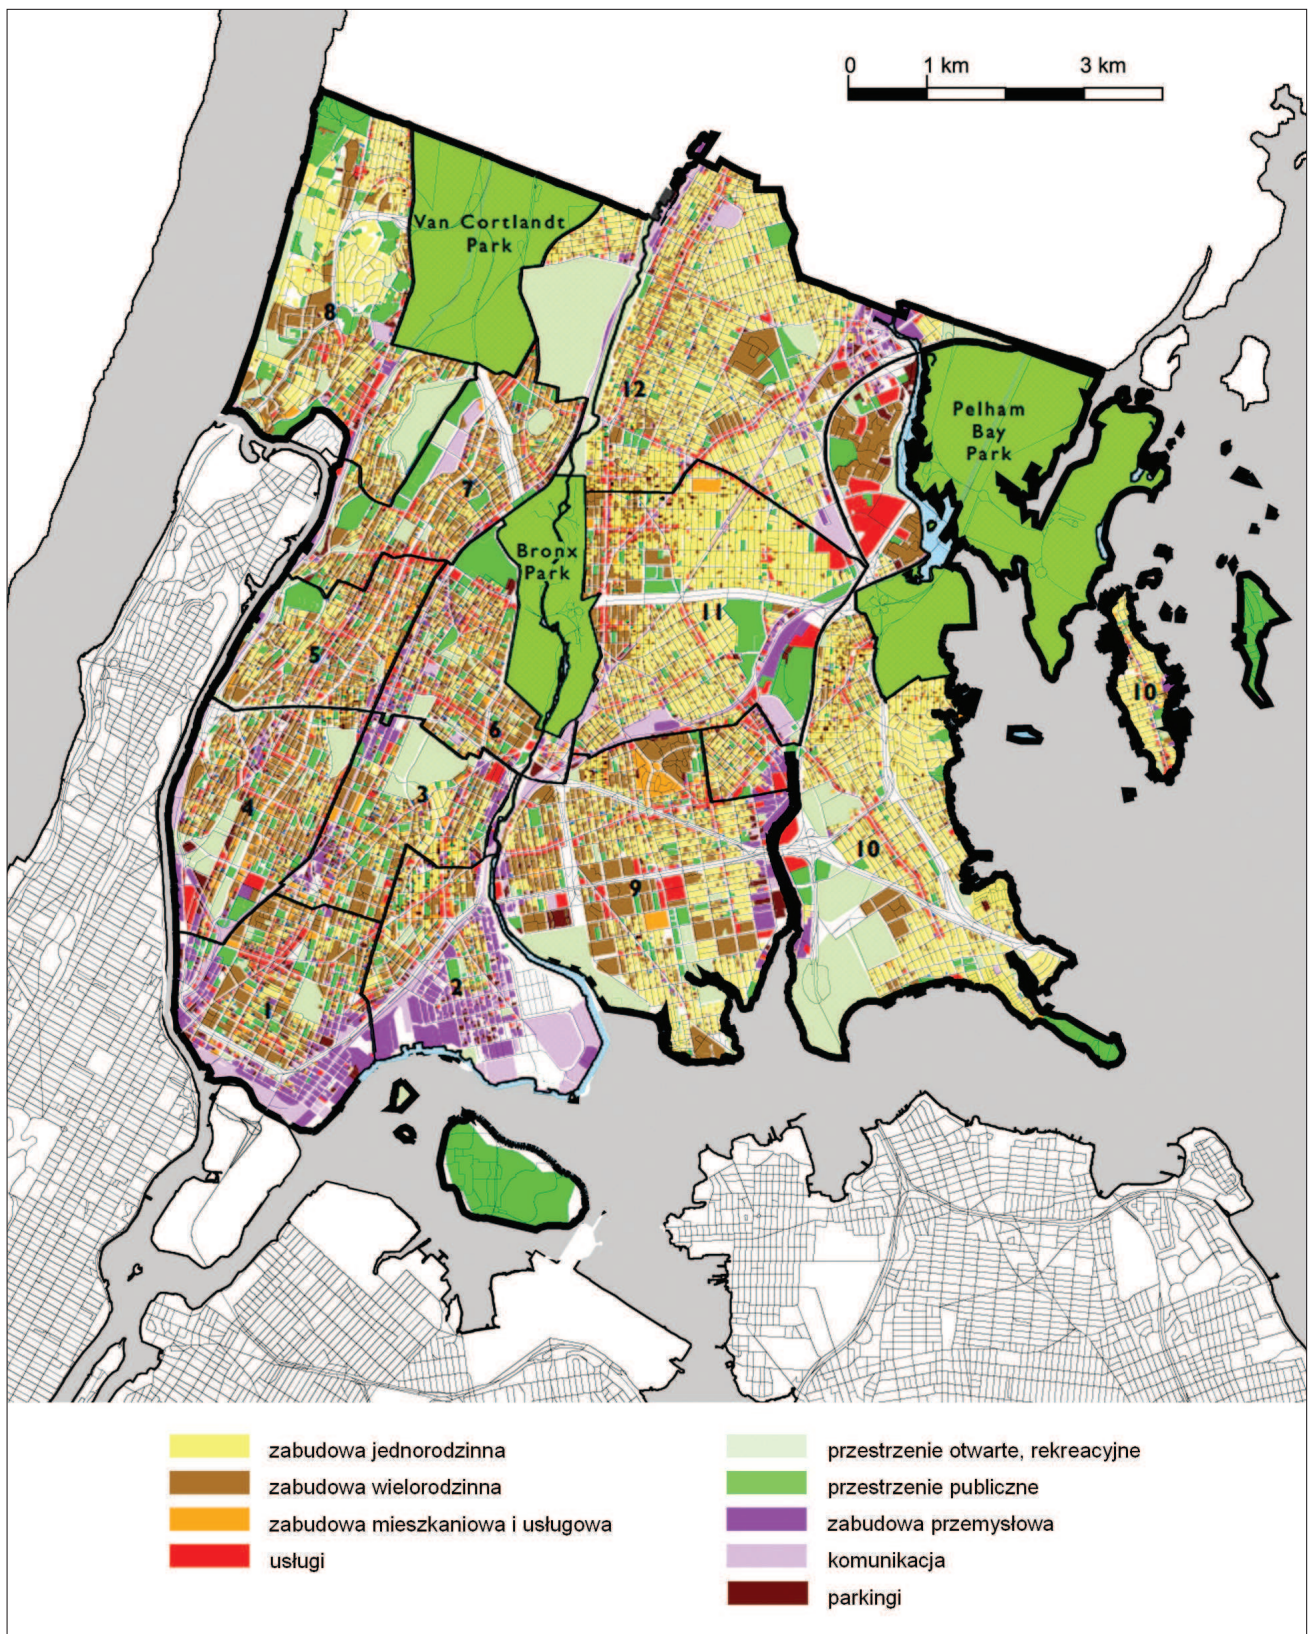 0 1 km 3 km
Van Cortlandt
Park
8
12
Pelham
Bay
Park
7
Bronx
Park
11
5
10
6
3
4
10
9
2
1
zabudowa jednorodzinna
zabudowa wielorodzinna
zabudowa mieszkaniowa i usługowa
usługi
przestrzenie otwarte, rekreacyjne
przestrzenie publiczne
zabudowa przemysłowa
komunikacja
parkingi